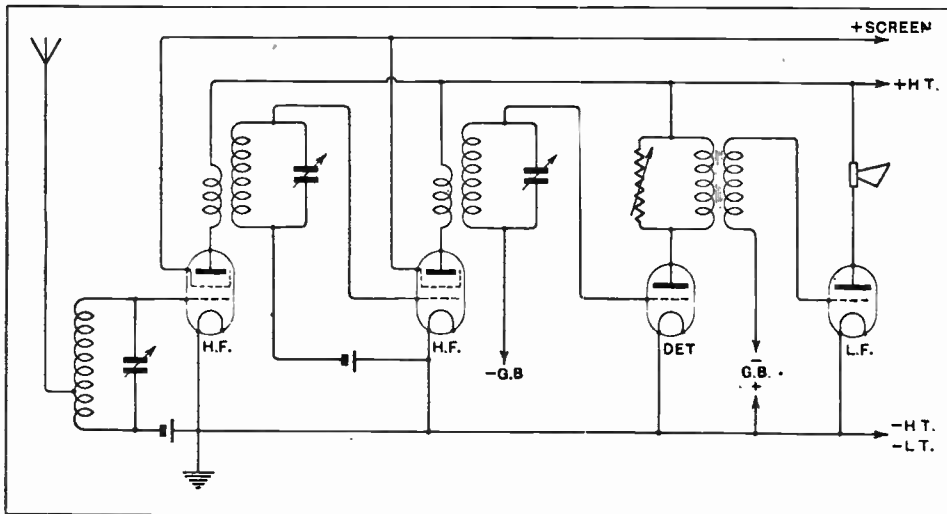 +SCREEN
+H.T.
H.F.
H.F.
-G.B
DET
-
G.B.
+
L.F.
-H.T.
-L.T.